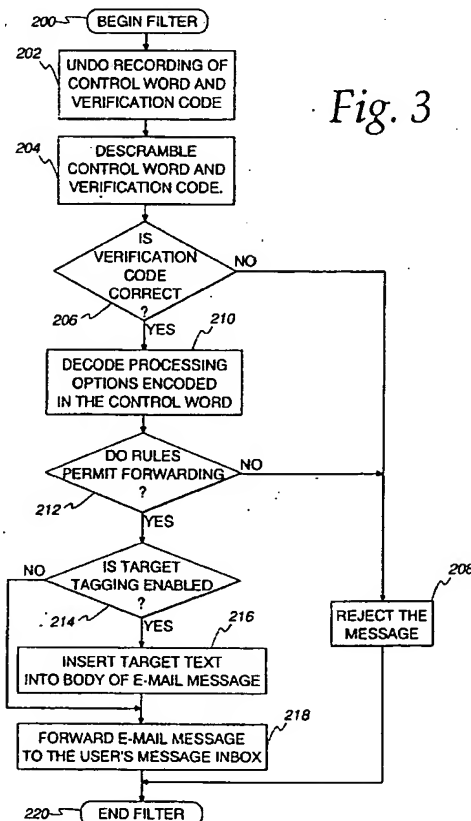 200
BEGIN FILTER
202
UNDO RECORDING OF
CONTROL WORD AND
VERIFICATION CODE
Fig. 3
204
DESCRAMBLE
CONTROL WORD AND
VERIFICATION CODE.
IS
VERIFICATION
CODE
CORRECT
?
NO
206
YES
210
DECODE PROCESSING
OPTIONS ENCODED
IN THE CONTROL WORD
DO RULES
PERMIT FORWARDING
?
NO
212
YES
NO
IS TARGET
TAGGING ENABLED
?
214
YES
208
REJECT THE
MESSAGE
216
INSERT TARGET TEXT
INTO BODY OF E-MAIL MESSAGE
218
FORWARD E-MAIL MESSAGE
TO THE USER'S MESSAGE INBOX
220
END FILTER